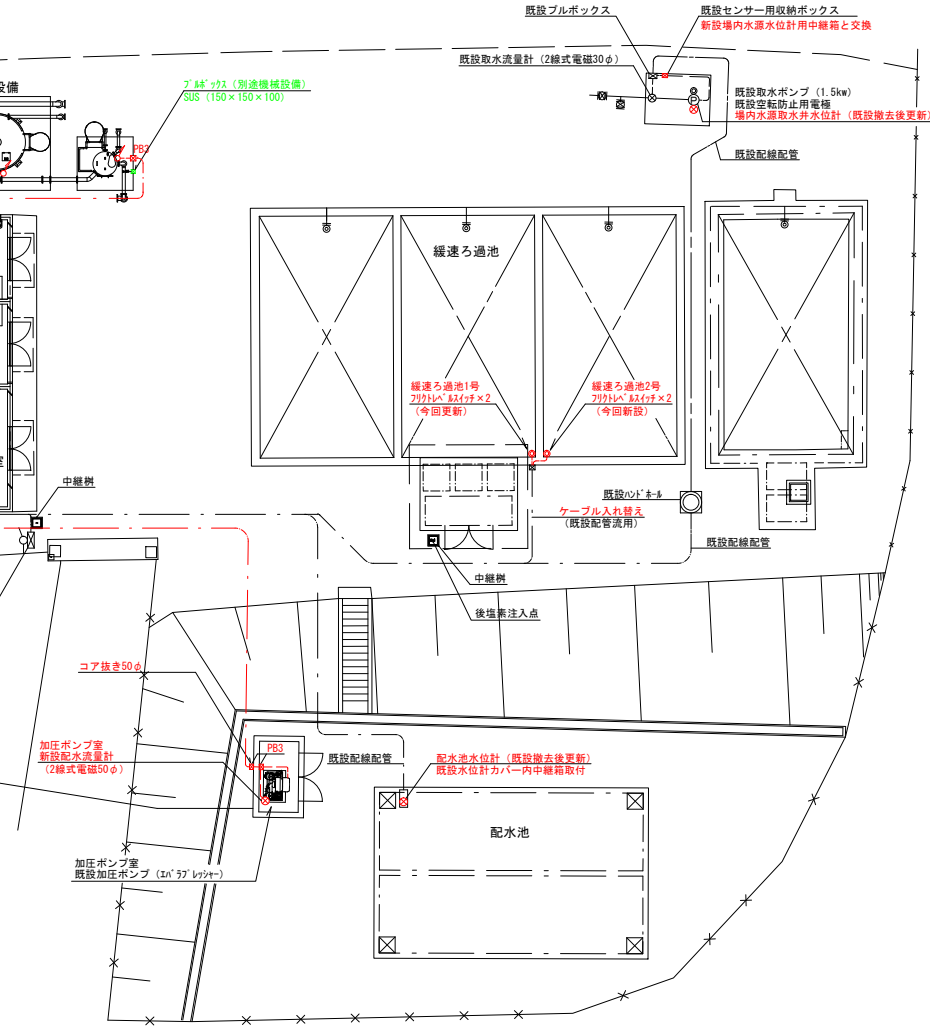 既設プルボックス
既設センサー用収納ボックス
新設場内水源水位計用中継箱と交換
既設取水流量計（2線式電磁30φ）
設備
プルボックス（別途機械設備）
SUS（150×150×100）
既設取水ポンプ（1.5kw）
既設空転防止用電極
場内水源取水井水位計（既設撤去後更新）
PB3
P
既設配線配管
緩速ろ過池
緩速ろ過池1号
フリクトレベルスイッチ×2
（今回更新）
緩速ろ過池2号
フリクトレベルスイッチ×2
（今回新設）
中継桝
既設ハンドホール
ケーブル入れ替え
（既設配管流用）
既設配線配管
中継桝
後塩素注入点
コア抜き50φ
加圧ポンプ室
新設配水流量計
（2線式電磁50φ）
PB3
既設配線配管
配水池水位計（既設撤去後更新）
既設水位計カバー内中継箱取付
配水池
加圧ポンプ室
既設加圧ポンプ（エバラプレッシャー）